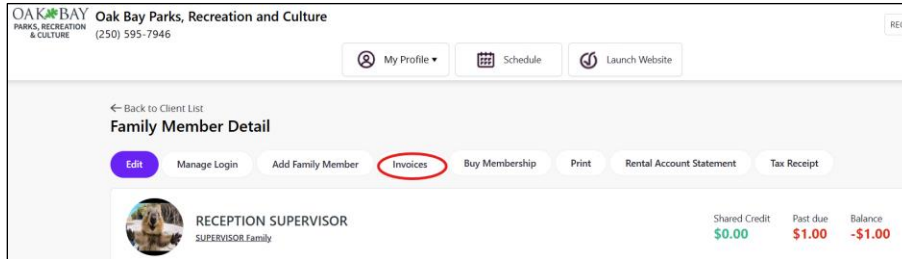 OAK BAY
PARKS, RECREATION
& CULTURE
Oak Bay Parks, Recreation and Culture
(250) 595-7946
REC
My Profile ▾
Schedule
Launch Website
← Back to Client List
Family Member Detail
Edit
Manage Login
Add Family Member
Invoices
Buy Membership
Print
Rental Account Statement
Tax Receipt
RECEPTION SUPERVISOR
SUPERVISOR Family
Shared Credit
$0.00
Past due
$1.00
Balance
-$1.00